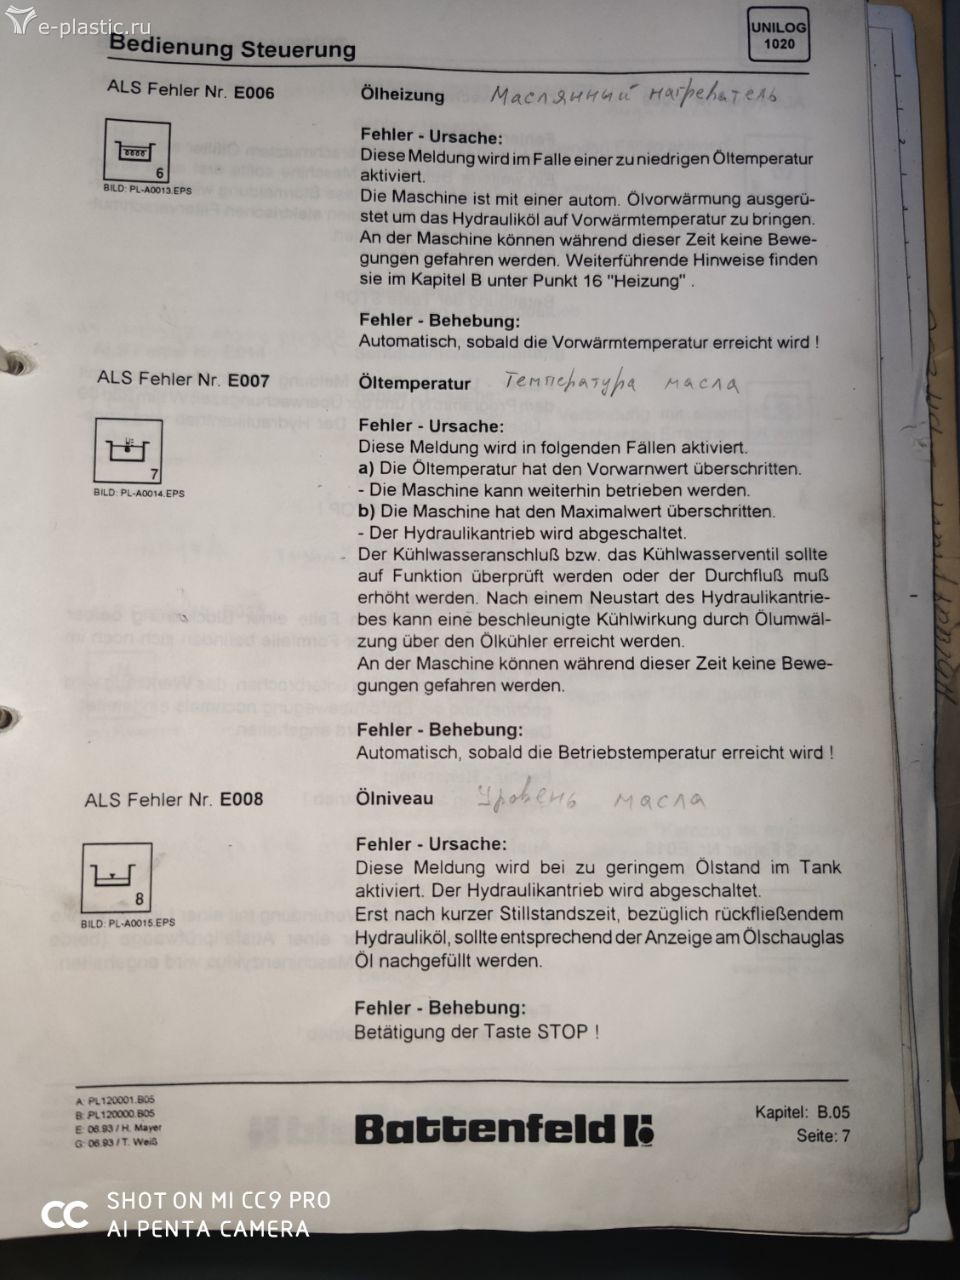 e-plastic.ru
Bedienung Steuerung
UNILOG
1020
ALS Fehler Nr. E006
Ölheizung Маслянный нагреватель
6
BILD: PL-A0013.EPS
Fehler - Ursache:
Diese Meldung wird im Falle einer zu niedrigen Öltemperatur
aktiviert.
Die Maschine ist mit einer autom. Ölvorwärmung ausgerü-
stet um das Hydrauliköl auf Vorwärmtemperatur zu bringen.
An der Maschine können während dieser Zeit keine Bewe-
gungen gefahren werden. Weiterführende Hinweise finden
sie im Kapitel B unter Punkt 16 "Heizung" .
Fehler - Behebung:
Automatisch, sobald die Vorwärmtemperatur erreicht wird !
ALS Fehler Nr. E007
Öltemperatur Температура масла
7
BILD: PL-A0014.EPS
Fehler - Ursache:
Diese Meldung wird in folgenden Fällen aktiviert.
a) Die Öltemperatur hat den Vorwarnwert überschritten.
- Die Maschine kann weiterhin betrieben werden.
b) Die Maschine hat den Maximalwert überschritten.
- Der Hydraulikantrieb wird abgeschaltet.
Der Kühlwasseranschluß bzw. das Kühlwasserventil sollte
auf Funktion überprüft werden oder der Durchfluß muß
erhöht werden. Nach einem Neustart des Hydraulikantrie-
bes kann eine beschleunigte Kühlwirkung durch Ölumwäl-
zung über den Ölkühler erreicht werden.
An der Maschine können während dieser Zeit keine Bewe-
gungen gefahren werden.
Fehler - Behebung:
Automatisch, sobald die Betriebstemperatur erreicht wird !
ALS Fehler Nr. E008
Ölniveau Уровень масла
8
BILD: PL-A0015.EPS
Fehler - Ursache:
Diese Meldung wird bei zu geringem Ölstand im Tank
aktiviert. Der Hydraulikantrieb wird abgeschaltet.
Erst nach kurzer Stillstandszeit, bezüglich rückfließendem
Hydrauliköl, sollte entsprechend der Anzeige am Ölschauglas
Öl nachgefüllt werden.
Fehler - Behebung:
Betätigung der Taste STOP !
A: PL120001.B05
B: PL120000.B05
E: 06.93 / H. Mayer
G: 06.93 / T. Weiß
Battenfeld
Kapitel: B.05
Seite: 7
SHOT ON MI CC9 PRO
AI PENTA CAMERA